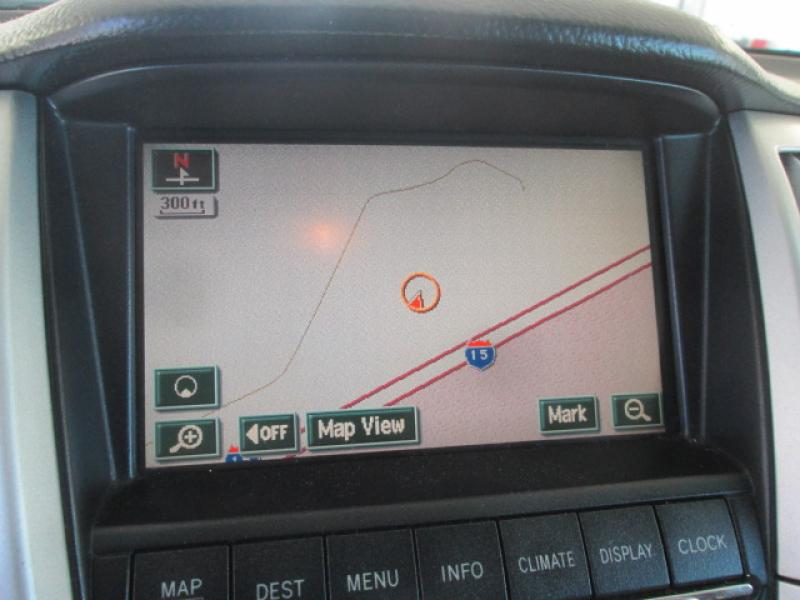 N
300ft
15
OFF
Map View
Mark
MAP
DEST
MENU
INFO
CLIMATE
DISPLAY
CLOCK